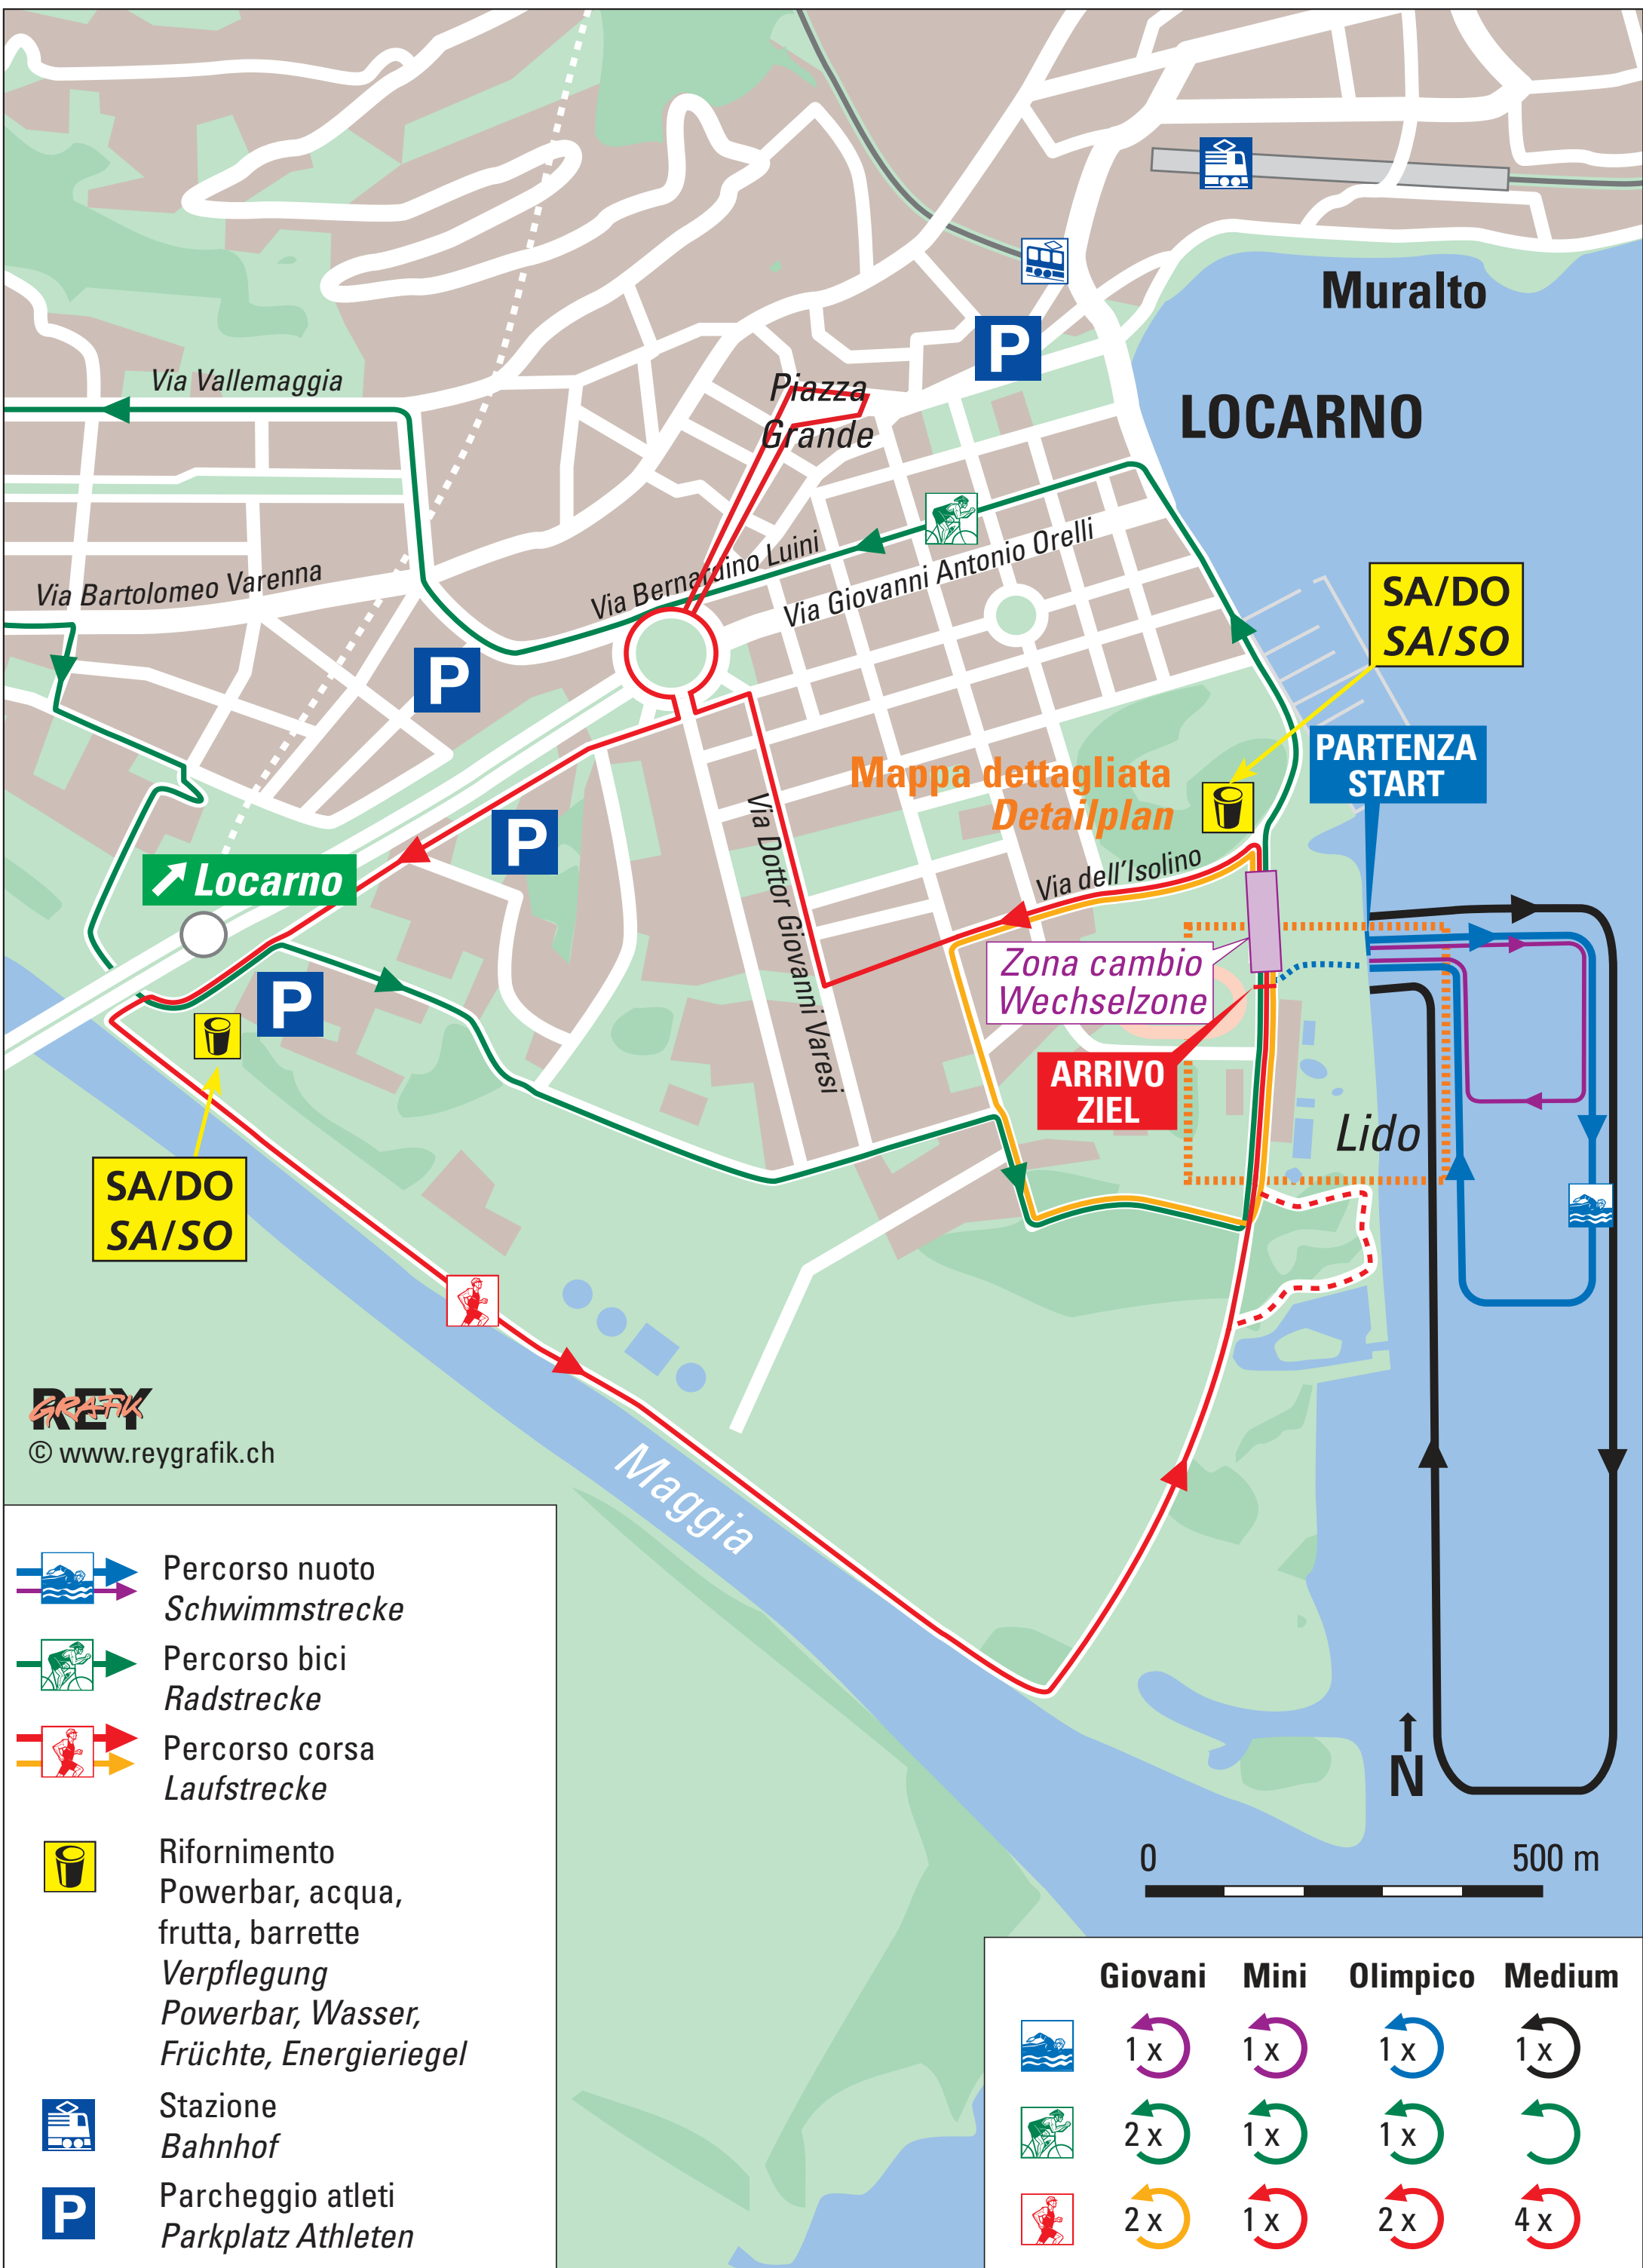 Muralto
LOCARNO
P
Via Vallemaggia
Piazza
Grande
Via Bernardino Luini
Via Giovanni Antonio Orelli
Via Bartolomeo Varenna
SA/DO
SA/SO
P
PARTENZA
START
Mappa dettagliata
Detailplan
P
Via Dottor Giovanni Varesi
Via dell'Isolino
Locarno
Zona cambio
Wechselzone
P
ARRIVO
ZIEL
Lido
SA/DO
SA/SO
REY
GRAFIK
© www.reygrafik.ch
Maggia
N
0 500 m
Percorso nuoto
Schwimmstrecke
Percorso bici
Radstrecke
Percorso corsa
Laufstrecke
Rifornimento
Powerbar, acqua,
frutta, barrette
Verpflegung
Powerbar, Wasser,
Früchte, Energieriegel
Stazione
Bahnhof
P
Parcheggio atleti
Parkplatz Athleten
Giovani Mini Olimpico Medium
1 x 1 x 1 x 1 x
2 x 1 x 1 x
2 x 1 x 2 x 4 x